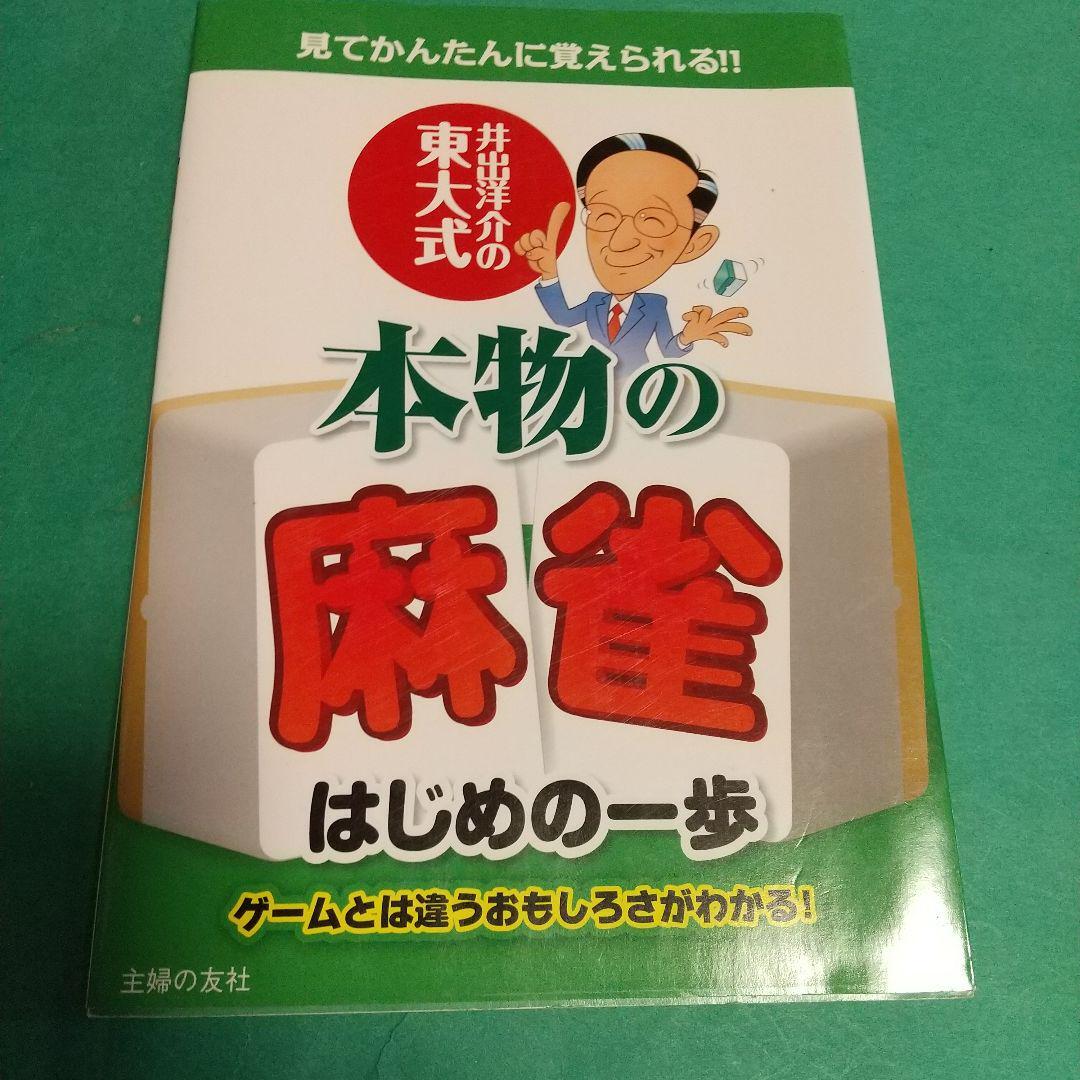 見てかんたんに覚えられる!!
井出洋介の
東大式
本物の
麻雀
はじめの一歩
ゲームとは違うおもしろさがわかる!
主婦の友社